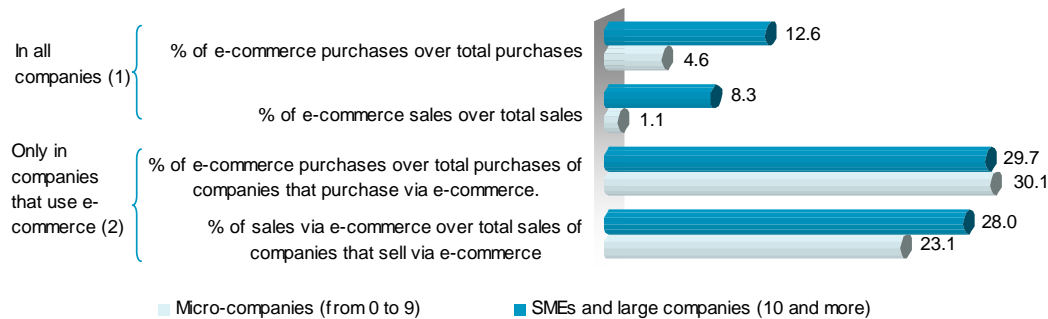 In all
companies (1)
% of e-commerce purchases over total purchases
12.6
4.6
% of e-commerce sales over total sales
8.3
1.1
Only in
companies
that use e-
commerce (2)
% of e-commerce purchases over total purchases of
companies that purchase via e-commerce.
29.7
30.1
% of sales via e-commerce over total sales of
companies that sell via e-commerce
28.0
23.1
Micro-companies (from 0 to 9)
SMEs and large companies (10 and more)